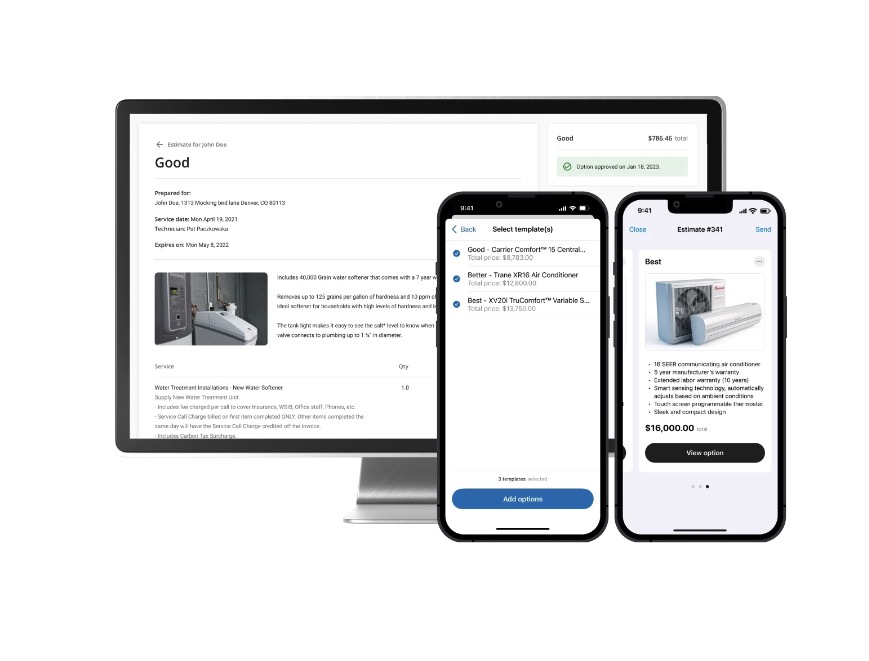 Estimate for John Doe
Good
Prepared for:
John Doe, 1313 Mocking bird lane Denver, CO 80113
Service date: Mon April 19, 2021
Technician: Pat Paczkowska
Expires on: Mon May 8, 2022
Includes 40,000 Grain water softener that comes with a 7 year w
Removes up to 125 grains per gallon of hardness and 10 ppm of
ideal softener for households with high levels of hardness and i
The tank light makes it easy to see the salt level to know when
valve connects to plumbing up to 1 ¼" in diameter.
Service Qty
Water Treatment Installations - New Water Softener 1.0
Supply New Water Treatment Unit.
- Includes fee charged per call to cover Insurance, WSIB, Office staff, Phones, etc.
- Service Call Charge billed on first item completed ONLY. Other items completed the
same day will have the Service Call Charge credited off the Invoice
- Includes Carbon Tax Surcharge.
Good $786.46 total
Option approved on Jan 18, 2023.
9:41
Back Select template(s)
Good - Carrier Comfort™ 15 Central...
Total price: $8,783.00
Better - Trane XR16 Air Conditioner
Total price: $12,800.00
Best - XV20i TruComfort™ Variable S...
Total price: $13,750.00
3 templates selected
Add options
9:41
Close Estimate #341 Send
Best
• 18 SEER communicating air conditioner
• 5 year manufacturer's warranty
• Extended labor warranty (10 years)
• Smart sensing technology, automatically
adjusts based on ambient conditions
• Touch screen programmable thermostat
• Sleek and compact design
$16,000.00 total
View option